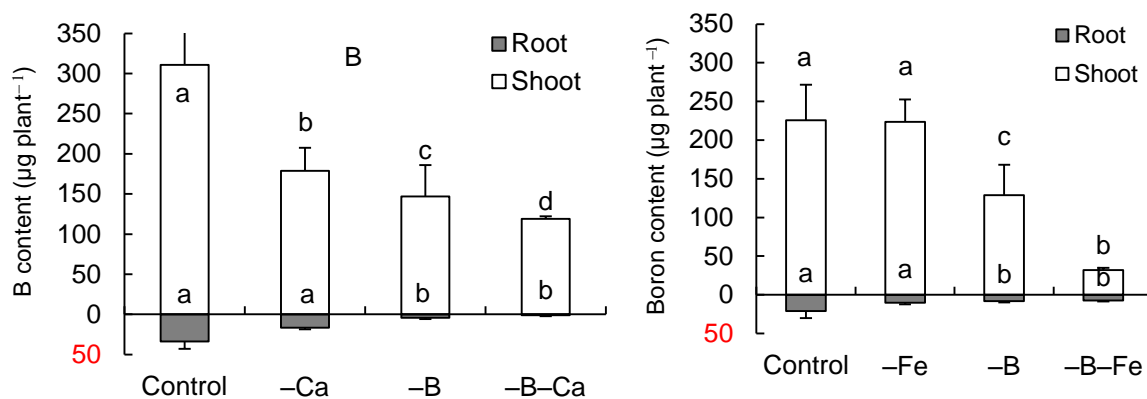 B content (µg plant⁻¹)
350
300
250
200
150
100
50
0
50
B
Root
Shoot
a
b
c
d
a
a
b
b
Control
–Ca
–B
–B–Ca
Boron content (µg plant⁻¹)
350
300
250
200
150
100
50
0
50
Root
Shoot
a
a
c
b
a
a
b
b
Control
–Fe
–B
–B–Fe